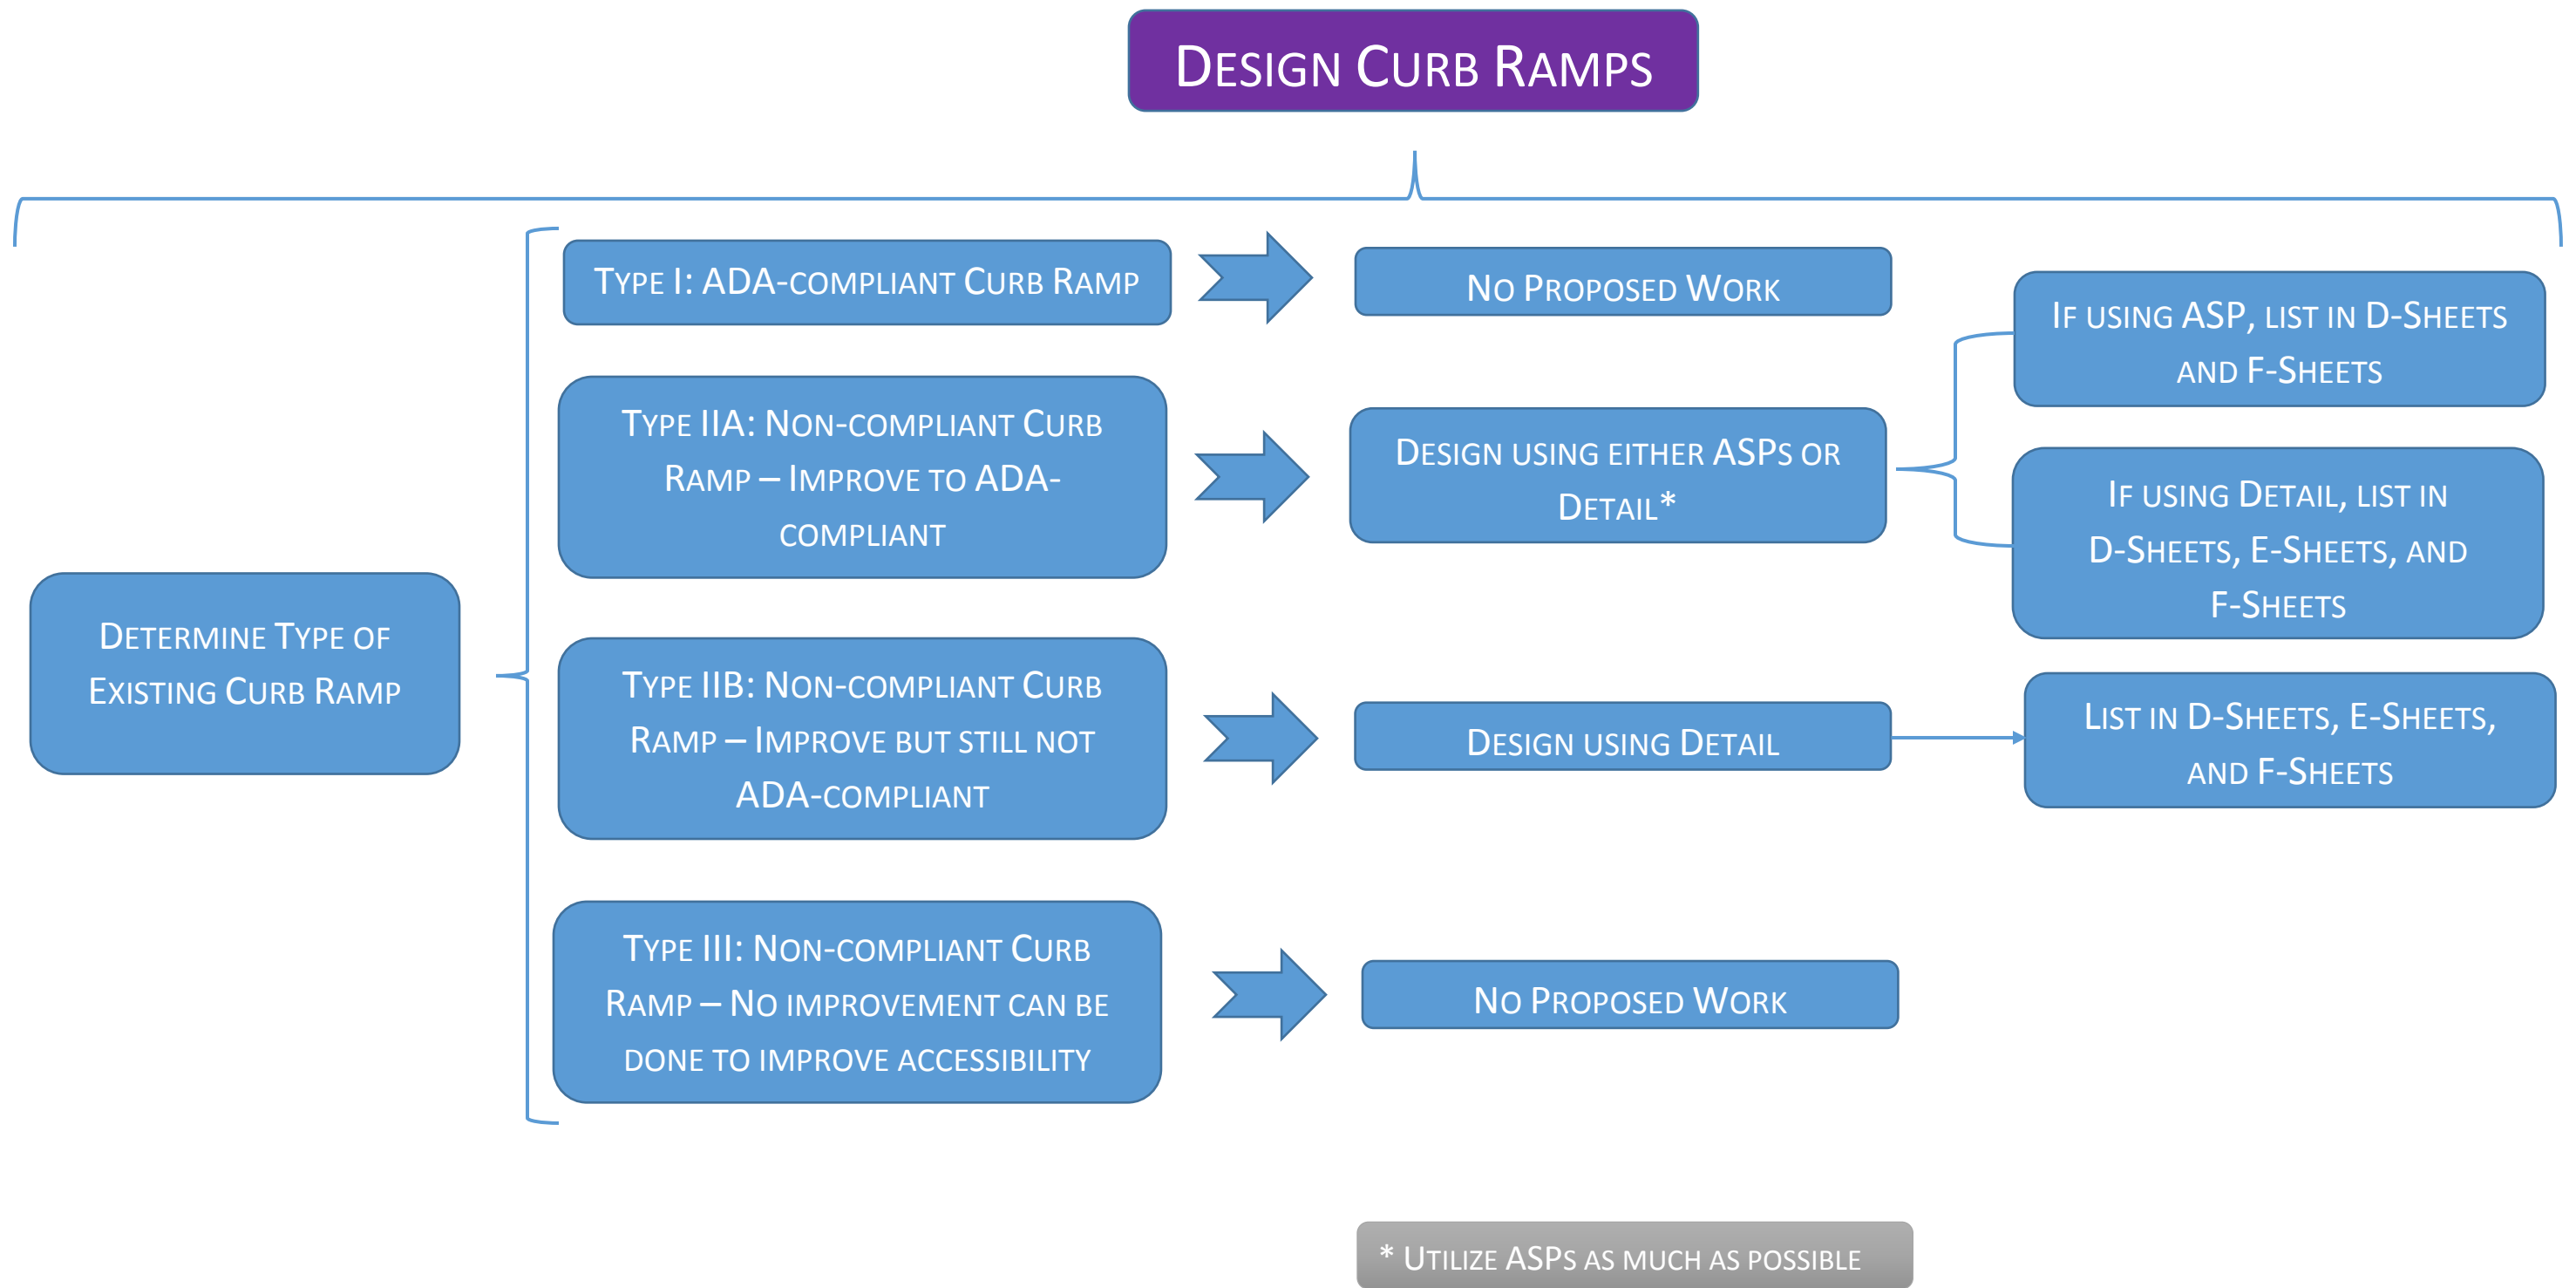 Design Curb Ramps
Determine Type of
Existing Curb Ramp
Type I: ADA-compliant Curb Ramp
No Proposed Work
Type IIA: Non-compliant Curb
Ramp – Improve to ADA-
compliant
Design using either ASPs or
Detail*
If using ASP, list in D-Sheets
and F-Sheets
If using Detail, list in
D-Sheets, E-Sheets, and
F-Sheets
Type IIB: Non-compliant Curb
Ramp – Improve but still not
ADA-compliant
Design using Detail
List in D-Sheets, E-Sheets,
and F-Sheets
Type III: Non-compliant Curb
Ramp – No improvement can be
done to improve accessibility
No Proposed Work
* Utilize ASPs as much as possible